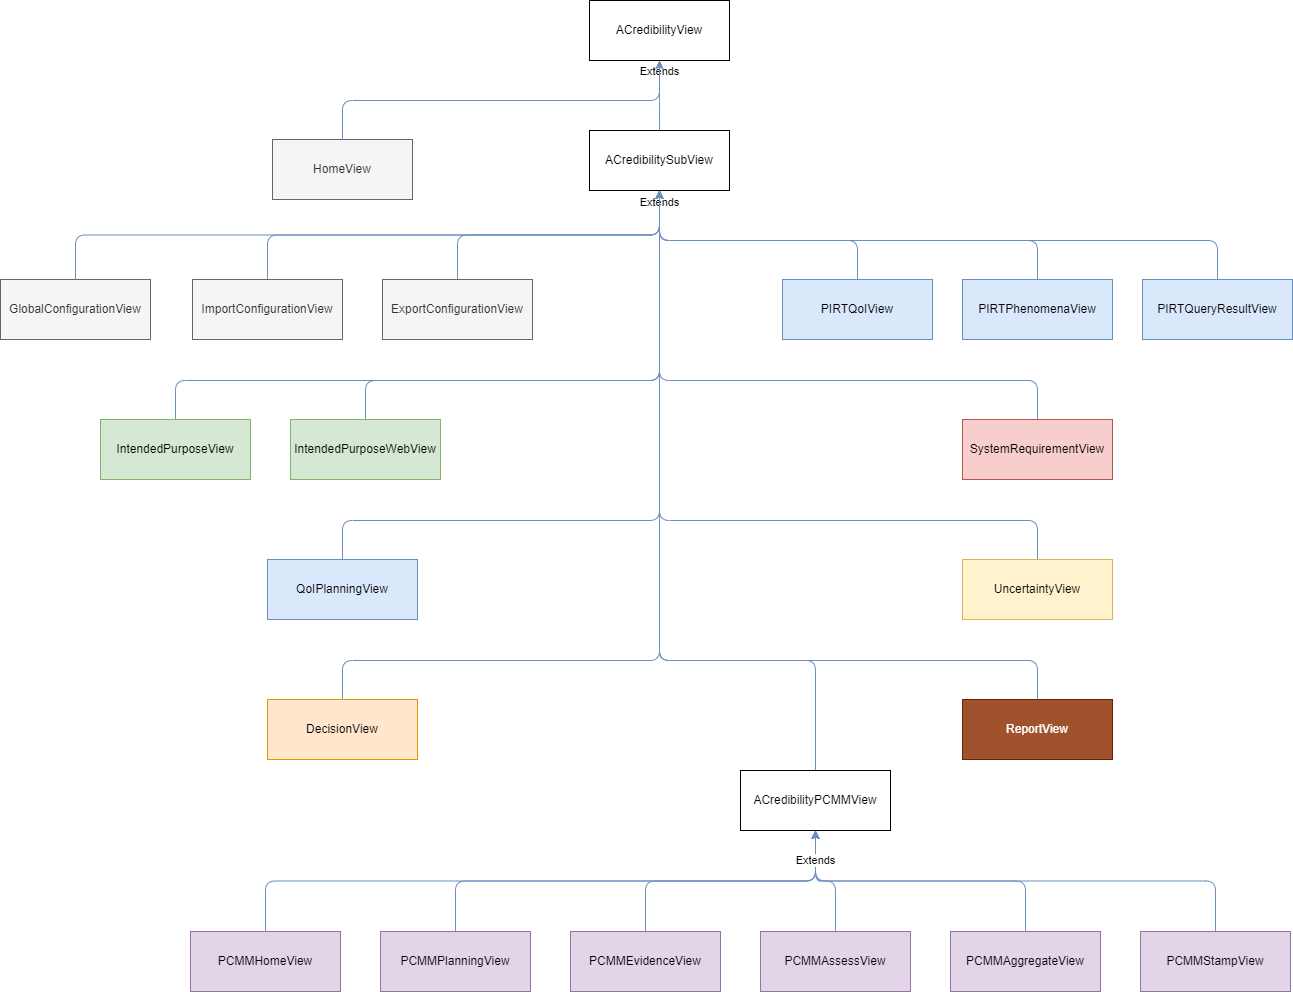 ACredibilityView
Extends
HomeView
ACredibilitySubView
Extends
GlobalConfigurationView
ImportConfigurationView
ExportConfigurationView
PIRTQoIView
PIRTPhenomenaView
PIRTQueryResultView
IntendedPurposeView
IntendedPurposeWebView
SystemRequirementView
QoIPlanningView
UncertaintyView
DecisionView
ReportView
ACredibilityPCMMView
Extends
PCMMHomeView
PCMMPlanningView
PCMMEvidenceView
PCMMAssessView
PCMMAggregateView
PCMMStampView